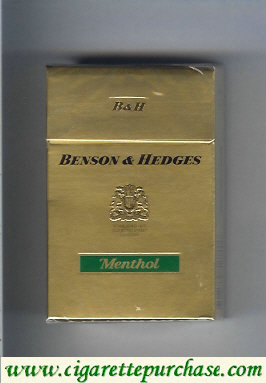 B&H
BENSON & HEDGES
Menthol
www.cigarettepurchase.com